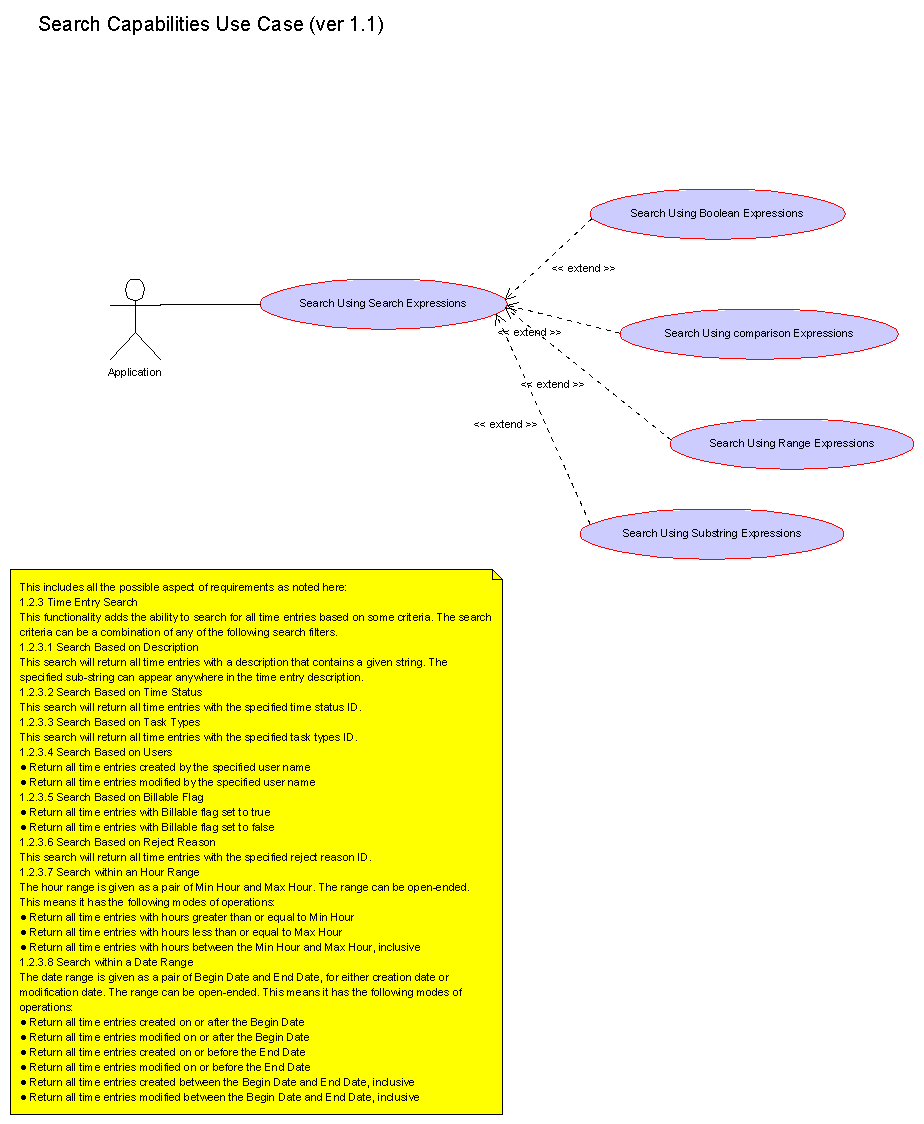 Search Capabilities Use Case (ver 1.1)
Search Using Boolean Expressions
<< extend >>
Search Using Search Expressions
<< extend >>
Search Using comparison Expressions
Application
<< extend >>
<< extend >>
Search Using Range Expressions
Search Using Substring Expressions
This includes all the possible aspect of requirements as noted here:
1.2.3 Time Entry Search
This functionality adds the ability to search for all time entries based on some criteria. The search
criteria can be a combination of any of the following search filters.
1.2.3.1 Search Based on Description
This search will return all time entries with a description that contains a given string. The
specified sub-string can appear anywhere in the time entry description.
1.2.3.2 Search Based on Time Status
This search will return all time entries with the specified time status ID.
1.2.3.3 Search Based on Task Types
This search will return all time entries with the specified task types ID.
1.2.3.4 Search Based on Users
● Return all time entries created by the specified user name
● Return all time entries modified by the specified user name
1.2.3.5 Search Based on Billable Flag
● Return all time entries with Billable flag set to true
● Return all time entries with Billable flag set to false
1.2.3.6 Search Based on Reject Reason
This search will return all time entries with the specified reject reason ID.
1.2.3.7 Search within an Hour Range
The hour range is given as a pair of Min Hour and Max Hour. The range can be open-ended.
This means it has the following modes of operations:
● Return all time entries with hours greater than or equal to Min Hour
● Return all time entries with hours less than or equal to Max Hour
● Return all time entries with hours between the Min Hour and Max Hour, inclusive
1.2.3.8 Search within a Date Range
The date range is given as a pair of Begin Date and End Date, for either creation date or
modification date. The range can be open-ended. This means it has the following modes of
operations:
● Return all time entries created on or after the Begin Date
● Return all time entries modified on or after the Begin Date
● Return all time entries created on or before the End Date
● Return all time entries modified on or before the End Date
● Return all time entries created between the Begin Date and End Date, inclusive
● Return all time entries modified between the Begin Date and End Date, inclusive